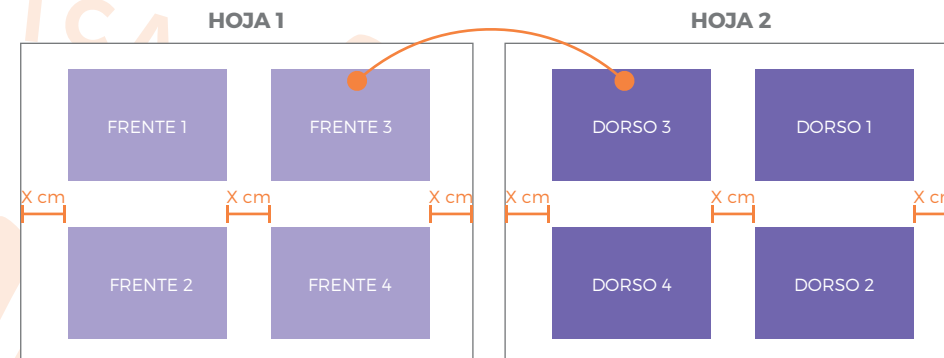 HOJA 1
HOJA 2
FRENTE 1
FRENTE 3
DORSO 3
DORSO 1
X cm
X cm
X cm
X cm
X cm
X cm
FRENTE 2
FRENTE 4
DORSO 4
DORSO 2